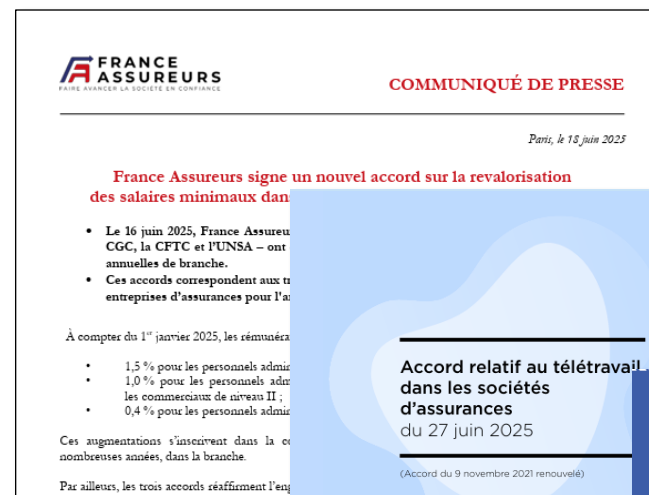 FRANCE
ASSUREURS
FAIRE AVANCER LA SOCIÉTÉ EN CONFIANCE
COMMUNIQUÉ DE PRESSE
Paris, le 18 juin 2025
France Assureurs signe un nouvel accord sur la revalorisation
des salaires minimaux dans
• Le 16 juin 2025, France Assureu
CGC, la CFTC et l'UNSA – ont
annuelles de branche.
• Ces accords correspondent aux
entreprises d'assurances pour l'a
À compter du 1er janvier 2025, les rémunéra
• 1,5 % pour les personnels admin
• 1,0 % pour les personnels adm
les commerciaux de niveau II ;
• 0,4 % pour les personnels admin
Ces augmentations s'inscrivent dans la co
nombreuses années, dans la branche.
Par ailleurs, les trois accords réaffirment l'eng
Accord relatif au télétravail
dans les sociétés
d'assurances
du 27 juin 2025
(Accord du 9 novembre 2021 renouvelé)